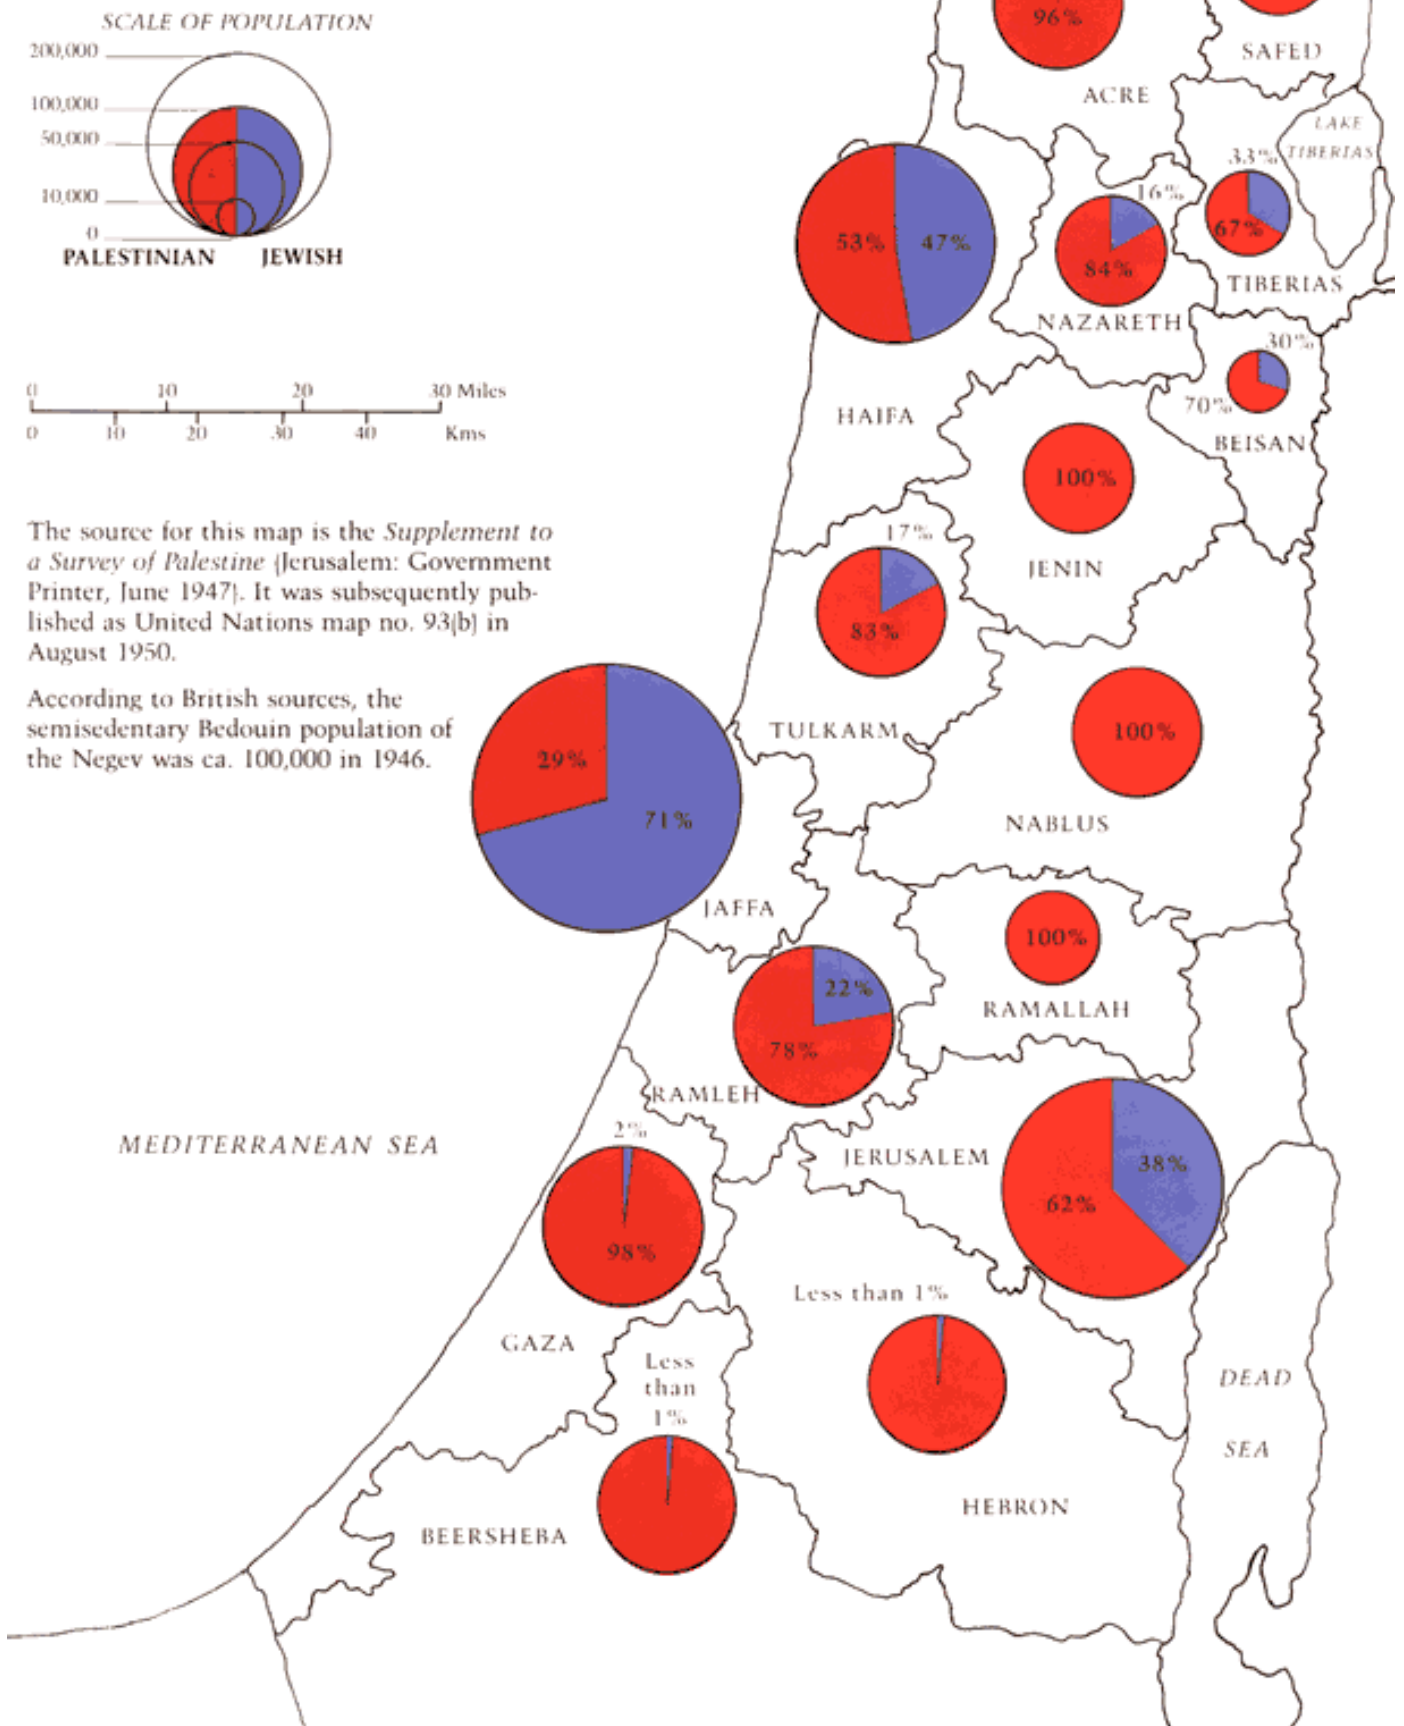 SCALE OF POPULATION
200,000
100,000
50,000
10,000
0
PALESTINIAN JEWISH
0 10 20 30 Miles
0 10 20 30 40 Kms
The source for this map is the Supplement to
a Survey of Palestine (Jerusalem: Government
Printer, June 1947). It was subsequently pub-
lished as United Nations map no. 93(b) in
August 1950.
According to British sources, the
semisedentary Bedouin population of
the Negev was ca. 100,000 in 1946.
96%
ACRE
SAFED
LAKE
TIBERIAS
33%
67%
TIBERIAS
16%
84%
NAZARETH
53% 47%
HAIFA
30%
70%
BEISAN
100%
JENIN
17%
83%
TULKARM
100%
NABLUS
29%
71%
JAFFA
100%
RAMALLAH
22%
78%
RAMLEH
MEDITERRANEAN SEA
JERUSALEM
38%
62%
2%
98%
GAZA
Less than 1%
HEBRON
Less
than
1%
BEERSHEBA
DEAD
SEA